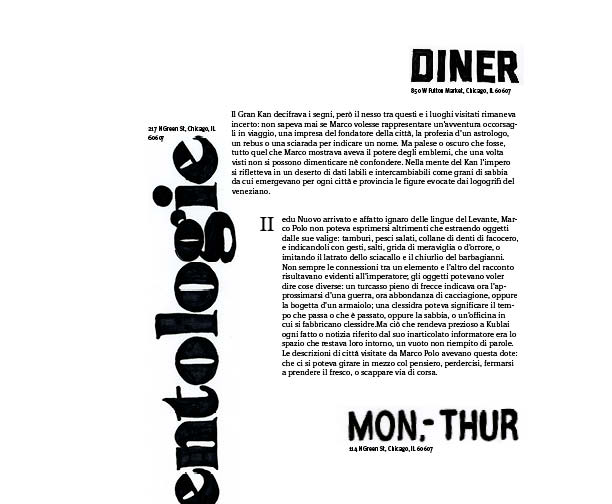 DINER
850 W Fulton Market, Chicago, IL 60607
217 N Green St, Chicago, IL
60607
Il Gran Kan decifrava i segni, però il nesso tra questi e i luoghi visitati rimaneva
incerto: non sapeva mai se Marco volesse rappresentare un'avventura occorsag-
li in viaggio, una impresa del fondatore della città, la profezia d'un astrologo,
un rebus o una sciarada per indicare un nome. Ma palese o oscuro che fosse,
tutto quel che Marco mostrava aveva il potere degli emblemi, che una volta
visti non si possono dimenticare nè confondere. Nella mente del Kan l'impero
si rifletteva in un deserto di dati labili e intercambiabili come grani di sabbia
da cui emergevano per ogni città e provincia le figure evocate dai logogrifi del
veneziano.
entologie
II
edu Nuovo arrivato e affatto ignaro delle lingue del Levante, Mar-
co Polo non poteva esprimersi altrimenti che estraendo oggetti
dalle sue valige: tamburi, pesci salati, collane di denti di facocero,
e indicandoli con gesti, salti, grida di meraviglia o d'orrore, o
imitando il latrato dello sciacallo e il chiurlio del barbagianni.
Non sempre le connessioni tra un elemento e l'altro del racconto
risultavano evidenti all'imperatore; gli oggetti potevano voler
dire cose diverse: un turcasso pieno di frecce indicava ora l'ap-
prossimarsi d'una guerra, ora abbondanza di cacciagione, oppure
la bogetta d'un armaiolo; una clessidra poteva significare il tem-
po che passa o che è passato, oppure la sabbia, o un'officina in
cui si fabbricano clessidre.Ma ciò che rendeva prezioso a Kublai
ogni fatto o notizia riferito dal suo inarticolato informatore era lo
spazio che restava loro intorno, un vuoto non riempito di parole.
Le descrizioni di città visitate da Marco Polo avevano questa dote:
che ci si poteva girare in mezzo col pensiero, perdercisi, fermarsi
a prendere il fresco, o scappare via di corsa.
MON,- THUR
114 N Green St, Chicago, IL 60607